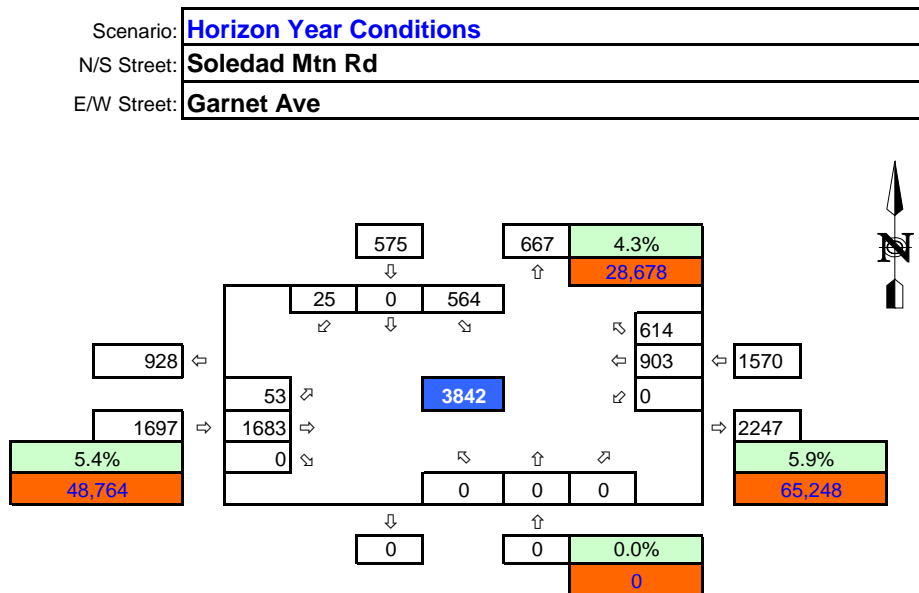 Scenario: Horizon Year Conditions
N/S Street: Soledad Mtn Rd
E/W Street: Garnet Ave
N
575 667 4.3%
⇩ ⇧ 28,678
25 0 564
⬃ ⇩ ⬂ ⬁ 614
928 ⇦ ⇦ 903 ⇦ 1570
53 ⬀ 3842 ⬃ 0
1697 ⇨ 1683 ⇨ ⇨ 2247
5.4% 0 ⬂ ⬁ ⇧ ⬀ 5.9%
48,764 0 0 0 65,248
⇩ ⇧
0 0 0.0%
0